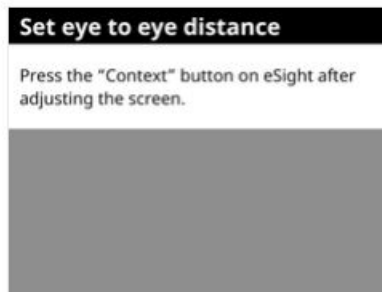 Set eye to eye distance
Press the “Context” button on eSight after
adjusting the screen.